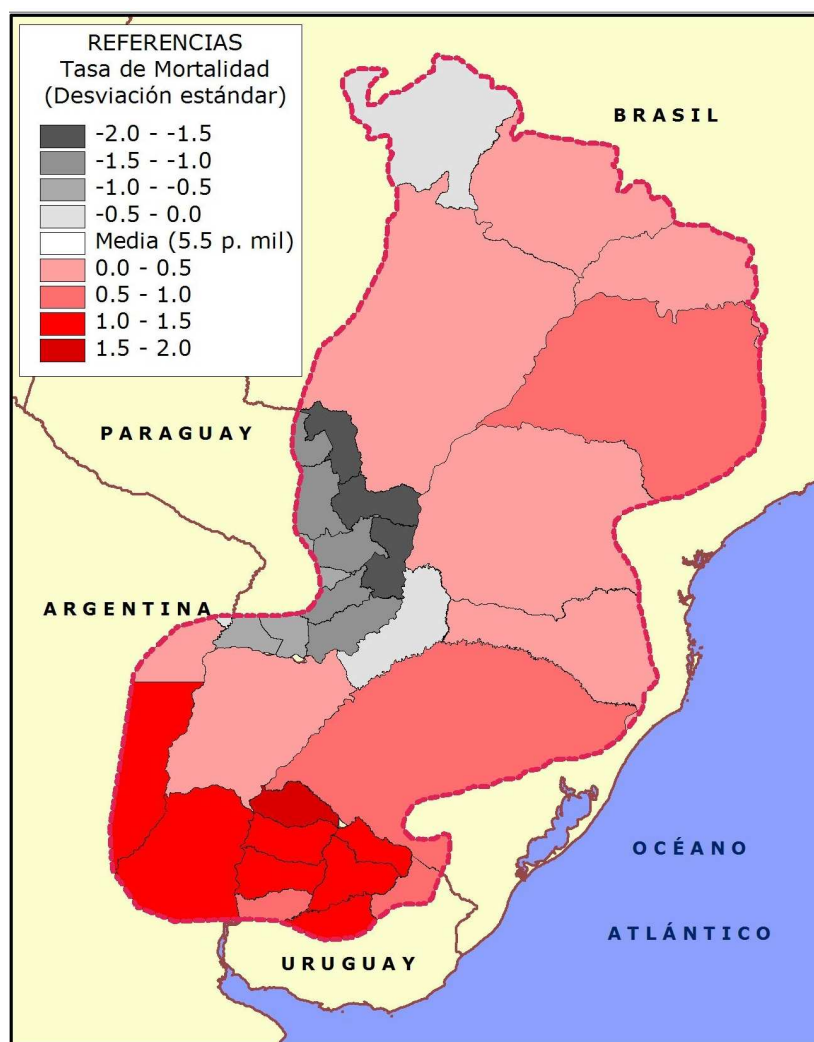 REFERENCIAS
Tasa de Mortalidad
(Desviación estándar)
-2.0 - -1.5
-1.5 - -1.0
-1.0 - -0.5
-0.5 - 0.0
Media (5.5 p. mil)
0.0 - 0.5
0.5 - 1.0
1.0 - 1.5
1.5 - 2.0
BRASIL
PARAGUAY
ARGENTINA
OCÉANO
ATLÁNTICO
URUGUAY